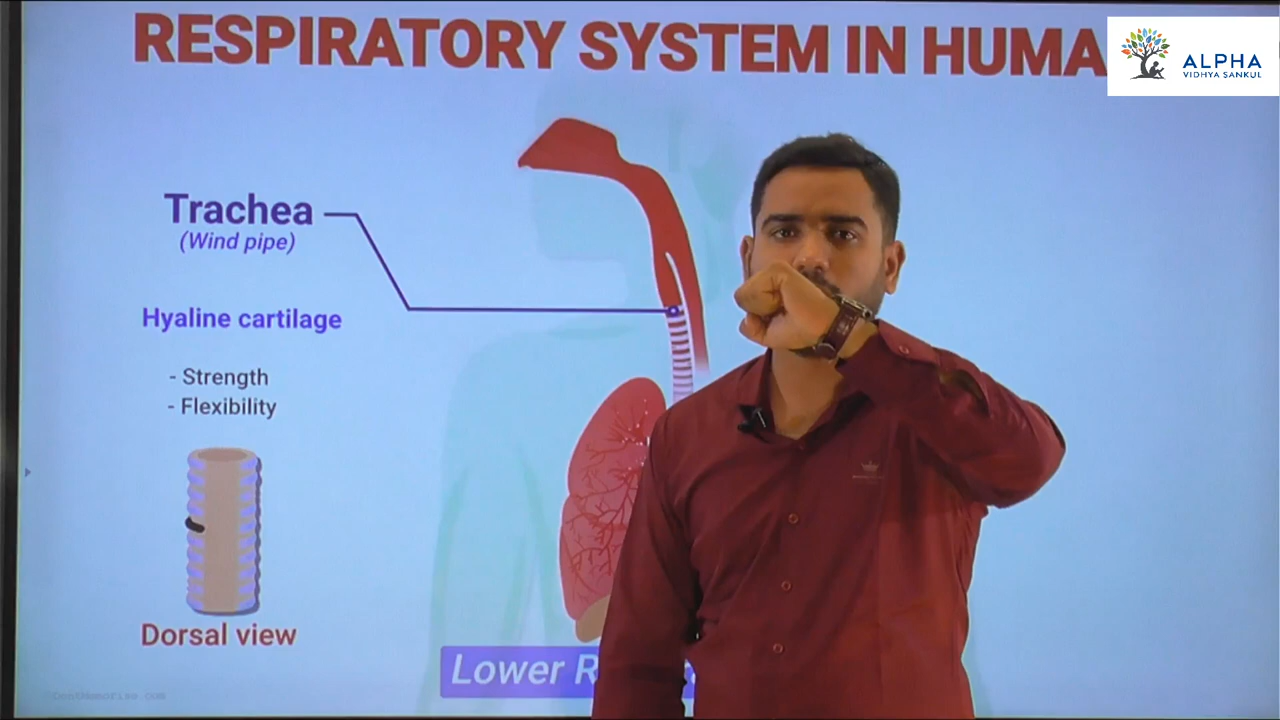 RESPIRATORY SYSTEM IN HUMA
ALPHA
VIDHYA SANKUL
Trachea
(Wind pipe)
Hyaline cartilage
- Strength
- Flexibility
Dorsal view
Lower R